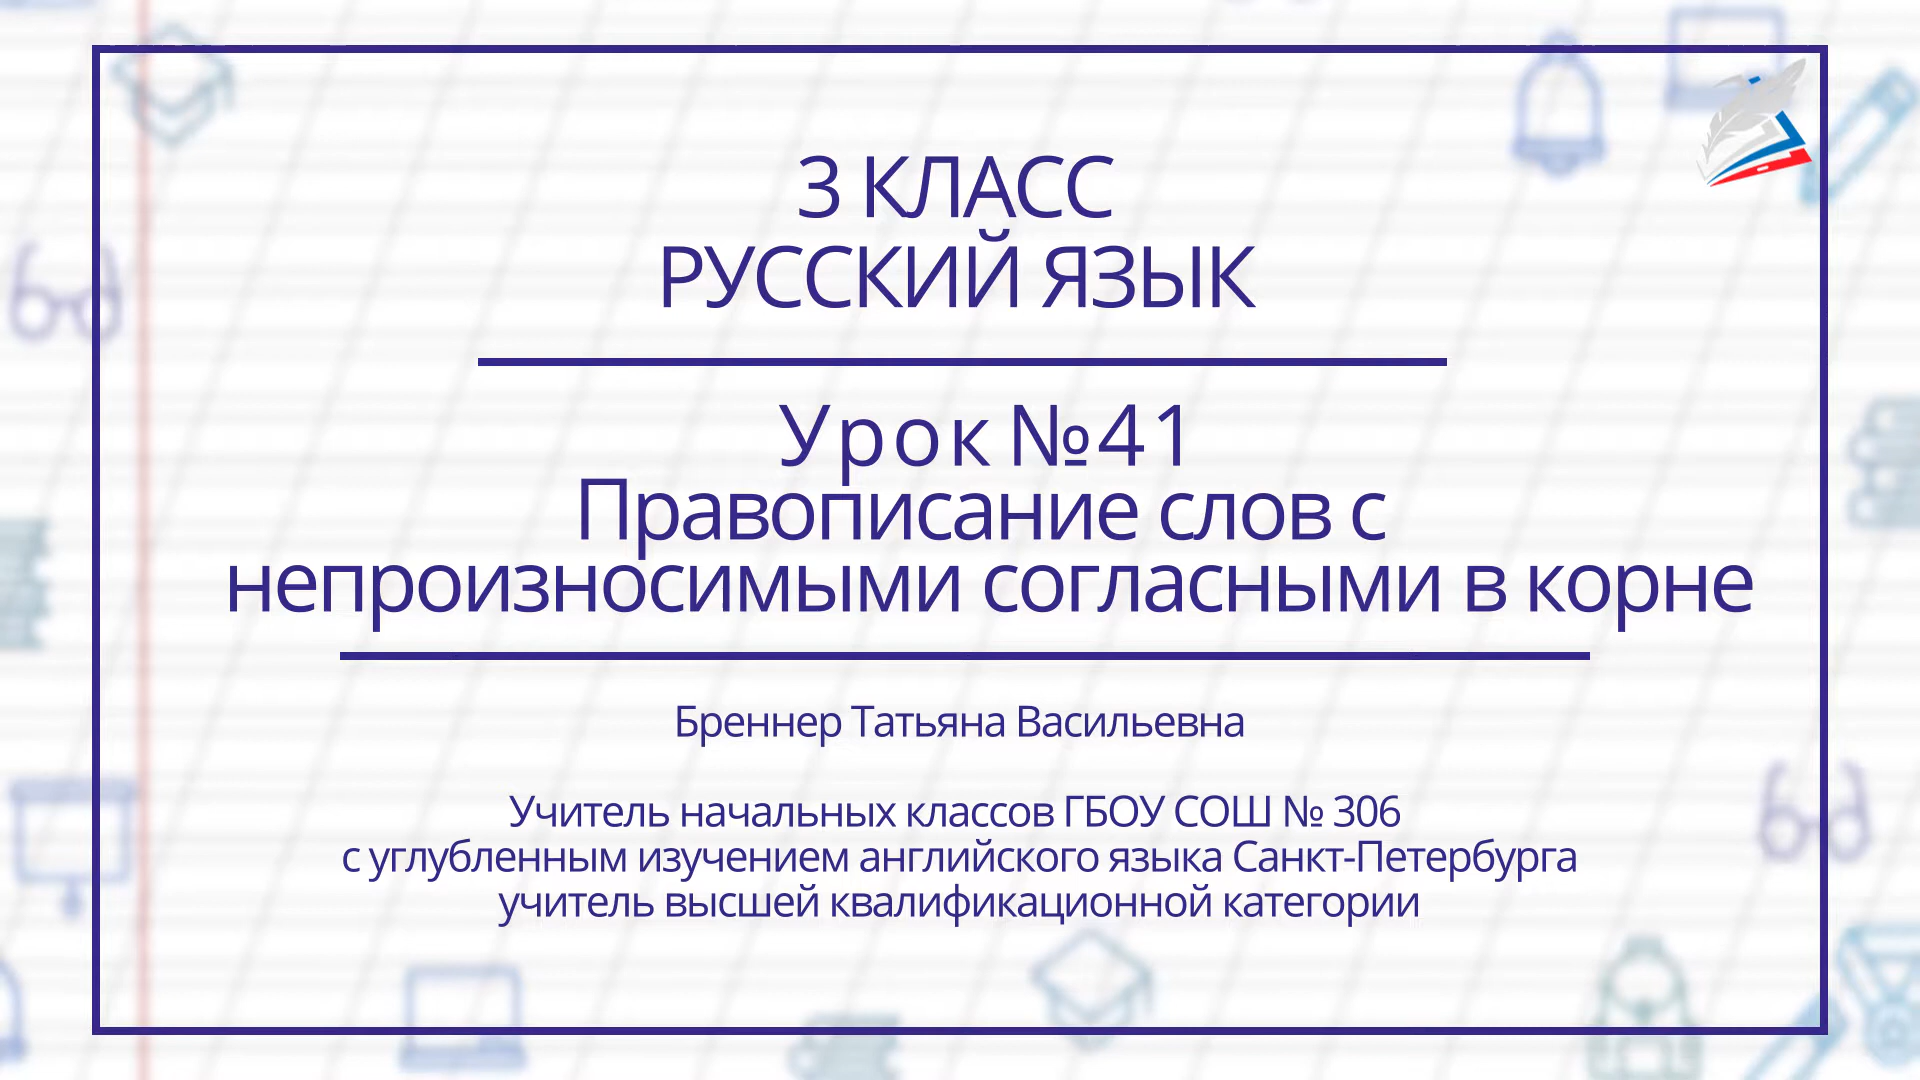 3 КЛАСС
РУССКИЙ ЯЗЫК
Урок №41
Правописание слов с
непроизносимыми согласными в корне
Бреннер Татьяна Васильевна
Учитель начальных классов ГБОУ СОШ № 306
с углубленным изучением английского языка Санкт-Петербурга
учитель высшей квалификационной категории